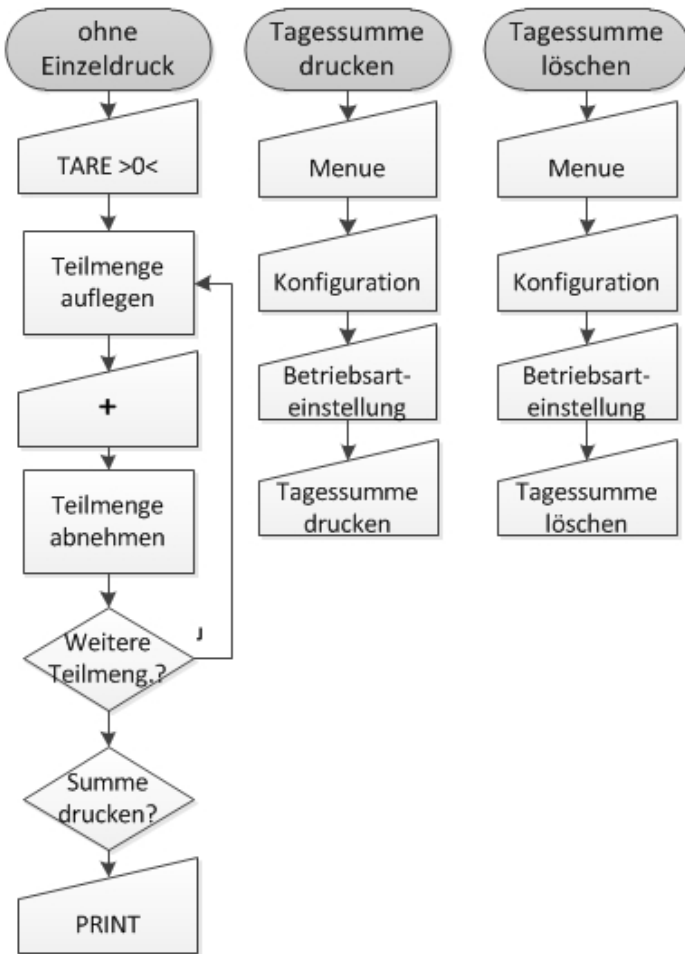 ohne
Einzeldruck
TARE >0<
Teilmenge
auflegen
+
Teilmenge
abnehmen
Weitere
Teilmeng.?
J
Summe
drucken?
PRINT
Tagessumme
drucken
Menue
Konfiguration
Betriebsart-
einstellung
Tagessumme
drucken
Tagessumme
löschen
Menue
Konfiguration
Betriebsart-
einstellung
Tagessumme
löschen